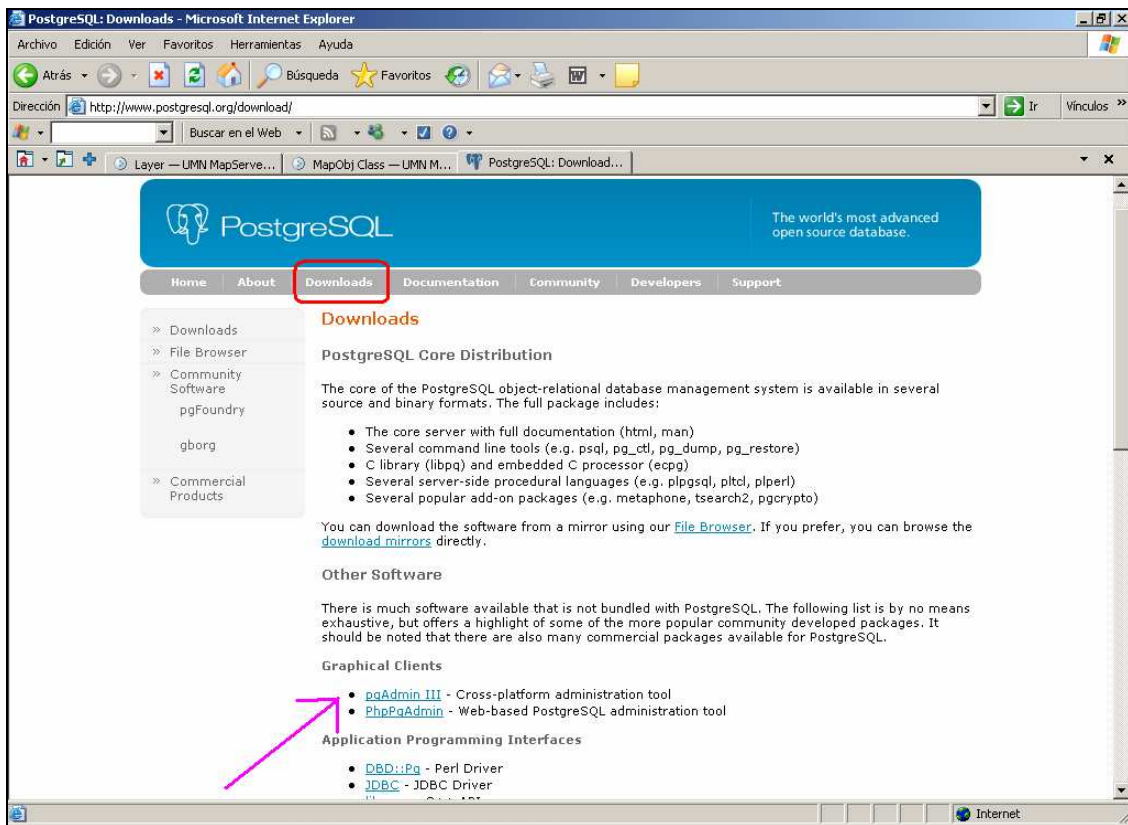 PostgreSQL: Downloads - Microsoft Internet Explorer
Archivo Edición Ver Favoritos Herramientas Ayuda
Atrás Búsqueda Favoritos
Dirección http://www.postgresql.org/download/ Ir Vínculos »
Buscar en el Web
Layer — UMN MapServe... MapObj Class — UMN M... PostgreSQL: Download...
PostgreSQL
The world's most advanced
open source database.
Home About Downloads Documentation Community Developers Support
» Downloads
» File Browser
» Community
Software
pgFoundry
gborg
» Commercial
Products
Downloads
PostgreSQL Core Distribution
The core of the PostgreSQL object-relational database management system is available in several
source and binary formats. The full package includes:
• The core server with full documentation (html, man)
• Several command line tools (e.g. psql, pg_ctl, pg_dump, pg_restore)
• C library (libpq) and embedded C processor (ecpg)
• Several server-side procedural languages (e.g. plpgsql, pltcl, plperl)
• Several popular add-on packages (e.g. metaphone, tsearch2, pgcrypto)
You can download the software from a mirror using our File Browser. If you prefer, you can browse the
download mirrors directly.
Other Software
There is much software available that is not bundled with PostgreSQL. The following list is by no means
exhaustive, but offers a highlight of some of the more popular community developed packages. It
should be noted that there are also many commercial packages available for PostgreSQL.
Graphical Clients
• pgAdmin III - Cross-platform administration tool
• PhpPgAdmin - Web-based PostgreSQL administration tool
Application Programming Interfaces
• DBD::Pg - Perl Driver
• JDBC - JDBC Driver
Internet